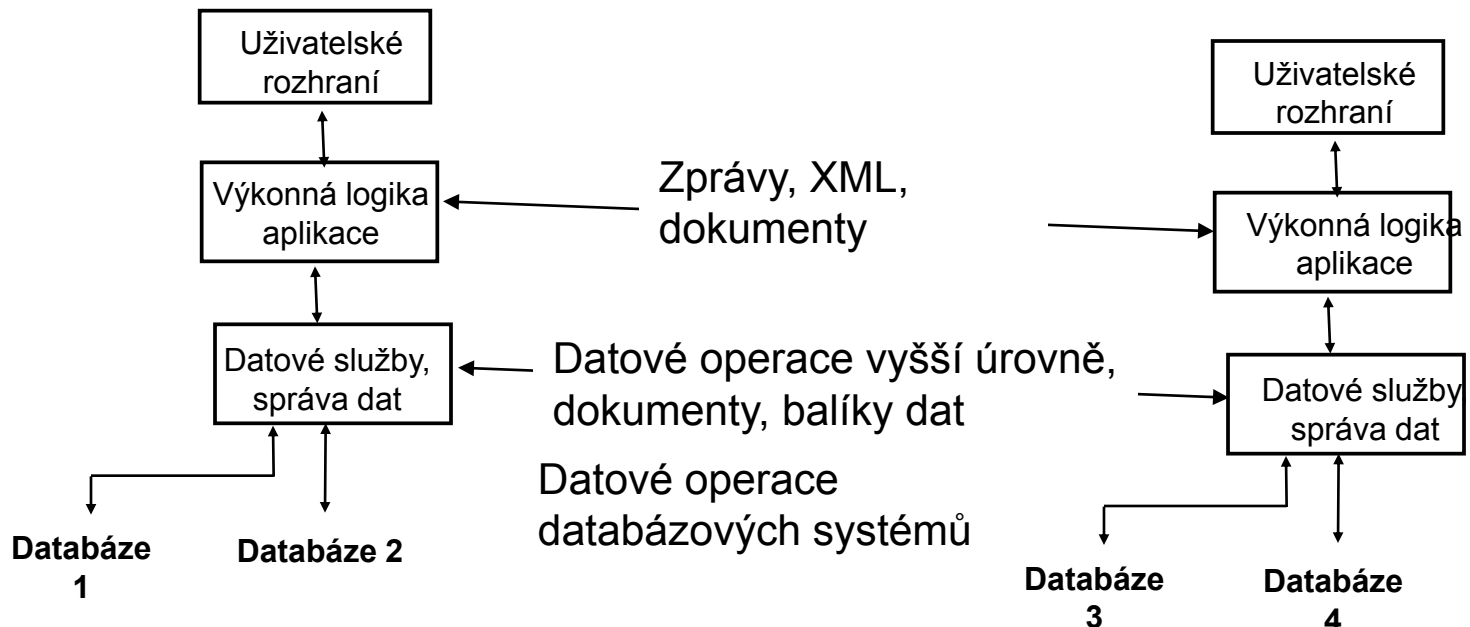 Uživatelské
rozhraní
Výkonná logika
aplikace
Datové služby,
správa dat
Databáze
1
Databáze 2
Zprávy, XML,
dokumenty
Datové operace vyšší úrovně,
dokumenty, balíky dat
Datové operace
databázových systémů
Uživatelské
rozhraní
Výkonná logika
aplikace
Datové služby
správa dat
Databáze
3
Databáze
4